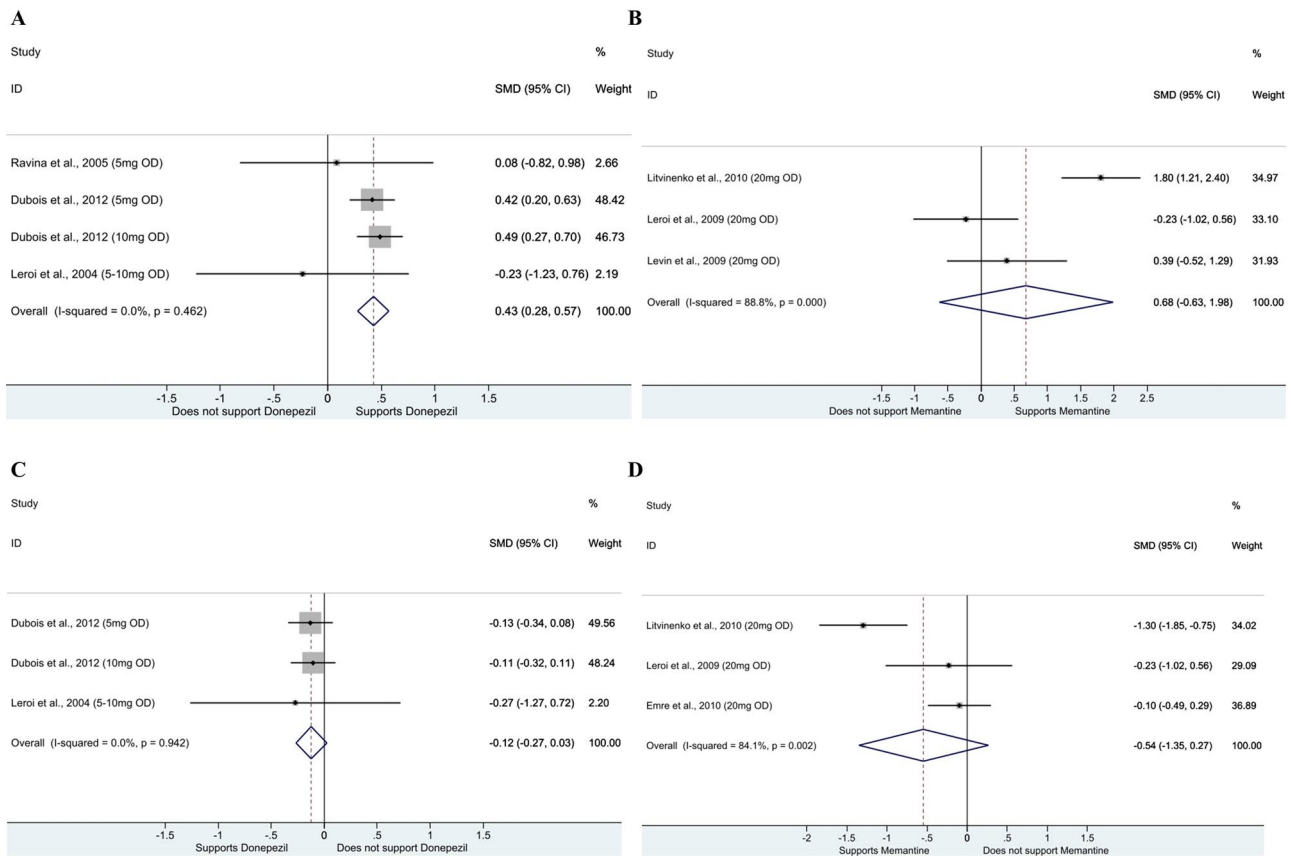 A
Study %
ID SMD (95% CI) Weight
Ravina et al., 2005 (5mg OD) 0.08 (-0.82, 0.98) 2.66
Dubois et al., 2012 (5mg OD) 0.42 (0.20, 0.63) 48.42
Dubois et al., 2012 (10mg OD) 0.49 (0.27, 0.70) 46.73
Leroi et al., 2004 (5-10mg OD) -0.23 (-1.23, 0.76) 2.19
Overall (I-squared = 0.0%, p = 0.462) 0.43 (0.28, 0.57) 100.00
-1.5 -1 -.5 0 .5 1 1.5
Does not support Donepezil Supports Donepezil
B
Study %
ID SMD (95% CI) Weight
Litvinenko et al., 2010 (20mg OD) 1.80 (1.21, 2.40) 34.97
Leroi et al., 2009 (20mg OD) -0.23 (-1.02, 0.56) 33.10
Levin et al., 2009 (20mg OD) 0.39 (-0.52, 1.29) 31.93
Overall (I-squared = 88.8%, p = 0.000) 0.68 (-0.63, 1.98) 100.00
-1.5 -1 -.5 0 .5 1 1.5 2 2.5
Does not support Memantine Supports Memantine
C
Study %
ID SMD (95% CI) Weight
Dubois et al., 2012 (5mg OD) -0.13 (-0.34, 0.08) 49.56
Dubois et al., 2012 (10mg OD) -0.11 (-0.32, 0.11) 48.24
Leroi et al., 2004 (5-10mg OD) -0.27 (-1.27, 0.72) 2.20
Overall (I-squared = 0.0%, p = 0.942) -0.12 (-0.27, 0.03) 100.00
-1.5 -1 -.5 0 .5 1 1.5
Supports Donepezil Does not support Donepezil
D
Study %
ID SMD (95% CI) Weight
Litvinenko et al., 2010 (20mg OD) -1.30 (-1.85, -0.75) 34.02
Leroi et al., 2009 (20mg OD) -0.23 (-1.02, 0.56) 29.09
Emre et al., 2010 (20mg OD) -0.10 (-0.49, 0.29) 36.89
Overall (I-squared = 84.1%, p = 0.002) -0.54 (-1.35, 0.27) 100.00
-2 -1.5 -1 -.5 0 .5 1 1.5
Supports Memantine Does not support Memantine